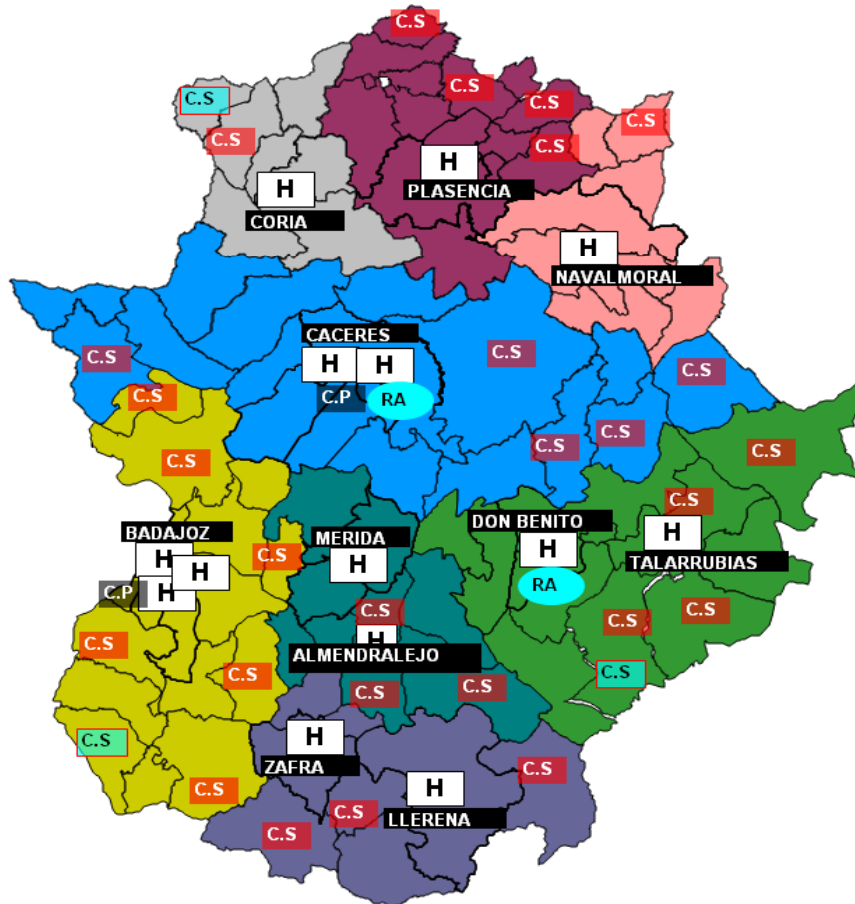 C.S
C.S
C.S
C.S
C.S
C.S
C.S
H
PLASENCIA
H
CORIA
H
NAVALMORAL
CACERES
H H
C.P RA
C.S
C.S
C.S
C.S
C.S
C.S
C.S
C.S
C.S
BADAJOZ
H
H
H
C.P
C.S
MERIDA
H
DON BENITO
H
RA
C.S
H
TALARRUBIAS
C.S
H
ALMENDRALEJO
C.S
C.S
C.S
C.S
C.S
C.S
C.S
C.S
C.S
C.S
H
ZAFRA
H
LLERENA
C.S
C.S
C.S